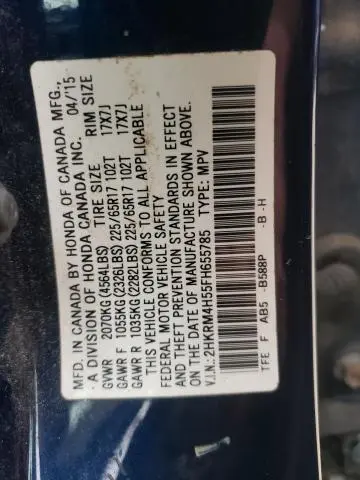 MFD. IN CANADA BY HONDA OF CANADA MFG.,
A DIVISION OF HONDA CANADA INC. 04/'15
TIRE SIZE RIM SIZE
GVWR 2070KG(4564LBS)
GAWR F 1055KG(2326LBS) 225/65R17 102T 17X7J
GAWR R 1035KG(2282LBS) 225/65R17 102T 17X7J
THIS VEHICLE CONFORMS TO ALL APPLICABLE
FEDERAL MOTOR VEHICLE SAFETY
AND THEFT PREVENTION STANDARDS IN EFFECT
ON THE DATE OF MANUFACTURE SHOWN ABOVE.
V.I.N.: 2HKRM4H55FH655785 TYPE: MPV
TFE F AB5 -B588P -B -H